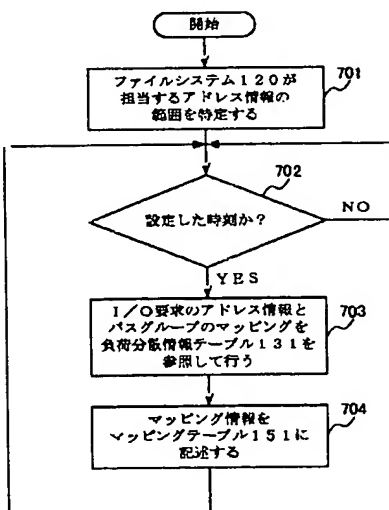 開始
ファイルシステム120が
担当するアドレス情報の
範囲を特定する
701
702
設定した時刻か?
NO
YES
I/O要求のアドレス情報と
パスグループのマッピングを
負荷分散情報テーブル131を
参照して行う
703
マッピング情報を
マッピングテーブル151に
記述する
704